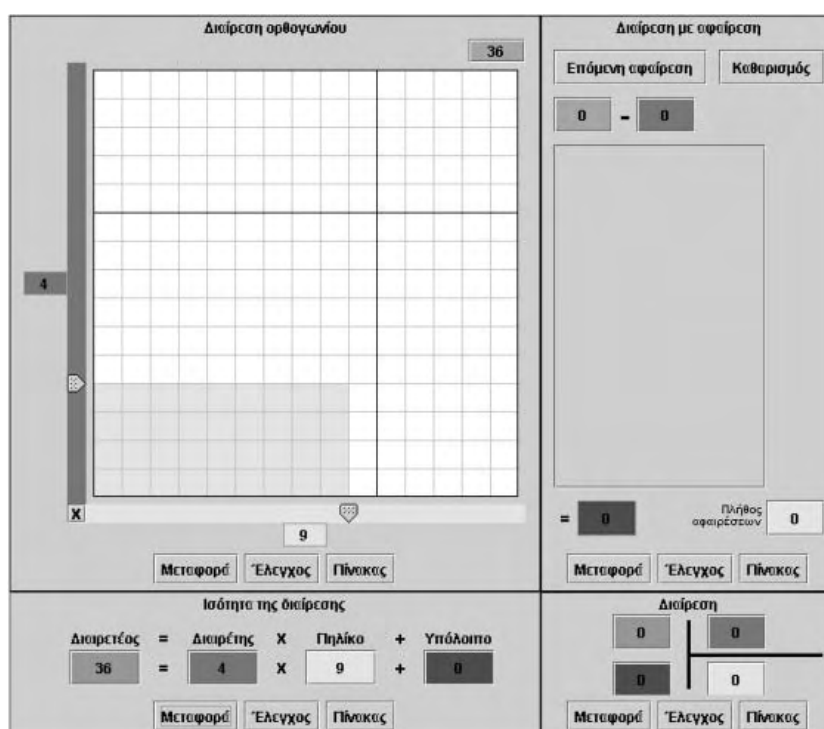 Διαίρεση ορθογωνίου
36
4
X
9
Μεταφορά Έλεγχος Πίνακας
Διαίρεση με αφαίρεση
Επόμενη αφαίρεση Καθαρισμός
0 - 0
= 0 Πλήθος αφαιρέσεων 0
Μεταφορά Έλεγχος Πίνακας
Ισότητα της διαίρεσης
Διαιρετέος = Διαιρέτης X Πηλίκο + Υπόλοιπο
36 = 4 X 9 + 0
Μεταφορά Έλεγχος Πίνακας
Διαίρεση
0 0
0 0
Μεταφορά Έλεγχος Πίνακας